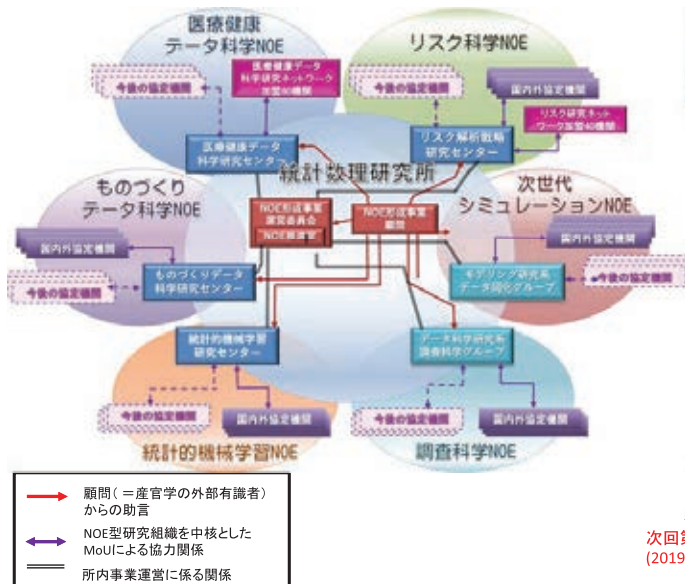 医療健康
データ科学NOE
リスク科学NOE
医療健康データ
科学研究ネットワーク
加盟80機関
今後の協定機関
今後の協定機関
国内外協定機関
リスク研究ネット
ワーク加盟40機関
医療健康データ
科学研究センター
リスク解析戦略
研究センター
統計数理研究所
ものづくり
データ科学NOE
次世代
シミュレーションNOE
NOE形成事業
運営委員会
NOE推進室
NOE形成事業
顧問
国内外協定機関
国内外協定機関
今後の協定機関
ものづくりデータ
科学研究センター
モデリング研究系
データ同化グループ
今後の協定機関
統計的機械学習
研究センター
データ科学研究系
調査科学グループ
今後の協定機関
国内外協定機関
今後の協定機関
国内外協定機関
統計的機械学習NOE
調査科学NOE
顧問(＝産官学の外部有識者)
からの助言
NOE型研究組織を中核とした
MoUによる協力関係
所内事業運営に係る関係
次回第
(2019